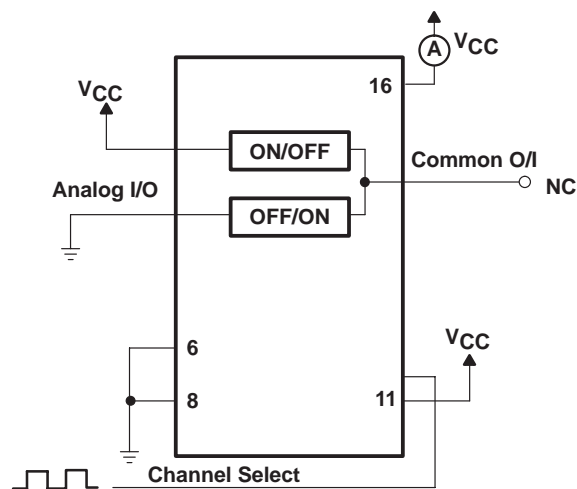 A VCC
16
VCC
ON/OFF
Common O/I
NC
Analog I/O
OFF/ON
6
VCC
8
11
Channel Select